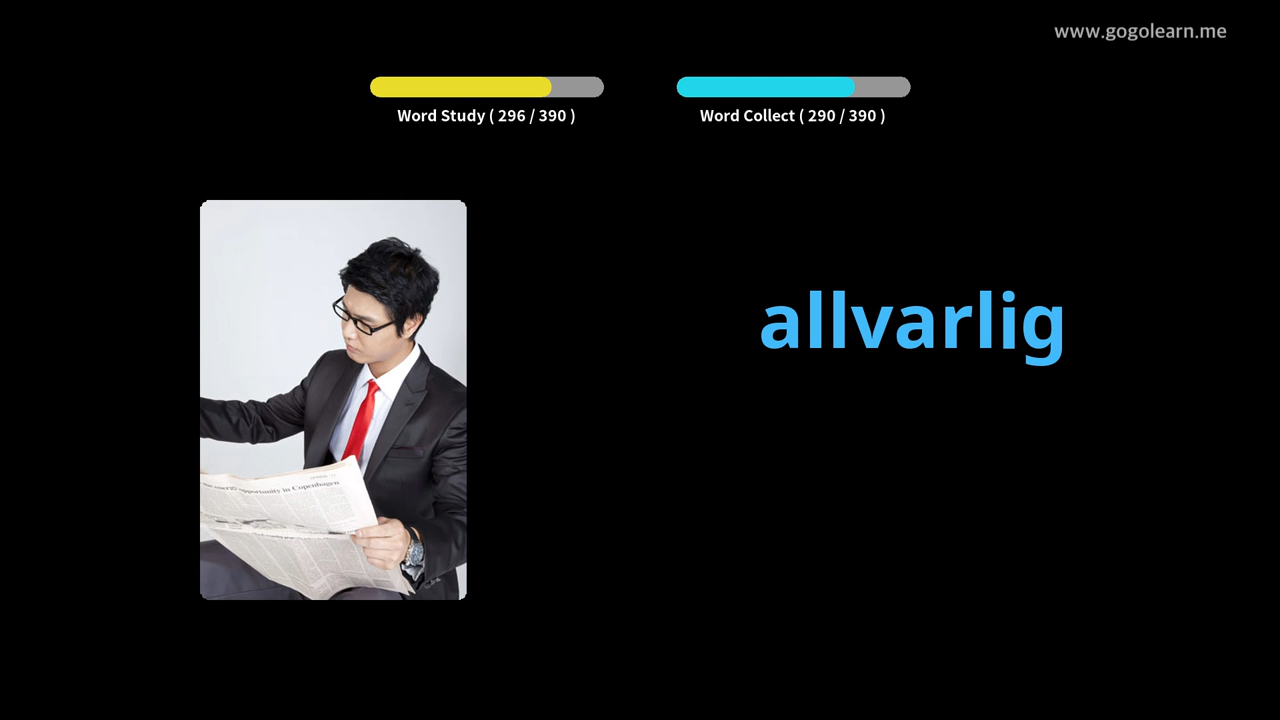 www.gogolearn.me
Word Study ( 296 / 390 )
Word Collect ( 290 / 390 )
allvarlig
opportunity in Copenhagen